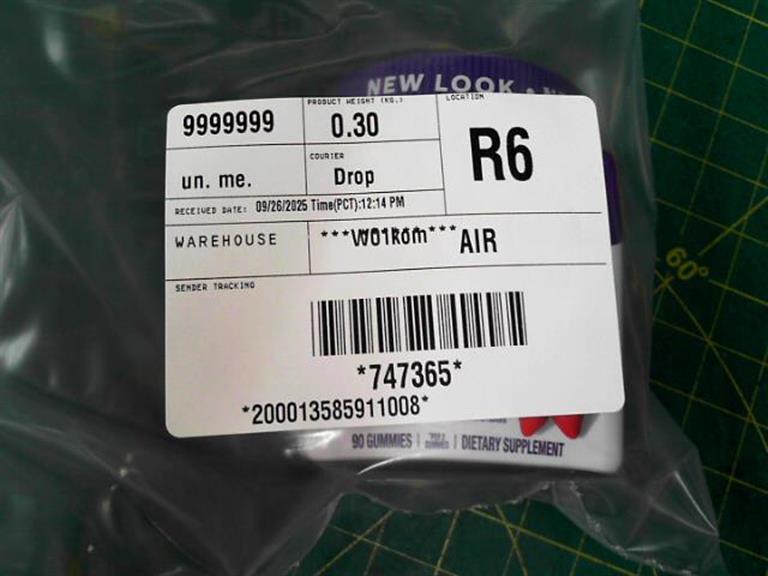 NEW LOOK •
PRODUCT WEIGHT (KG.)
LOCATION
9999999
0.30
R6
COURIER
un. me.
Drop
RECEIVED DATE: 09/26/2025 Time(PCT):12:14 PM
WAREHOUSE
***W01kom*** AIR
SENDER TRACKING
*747365*
*200013585911008*
90 GUMMIES | | DIETARY SUPPLEMENT
60°